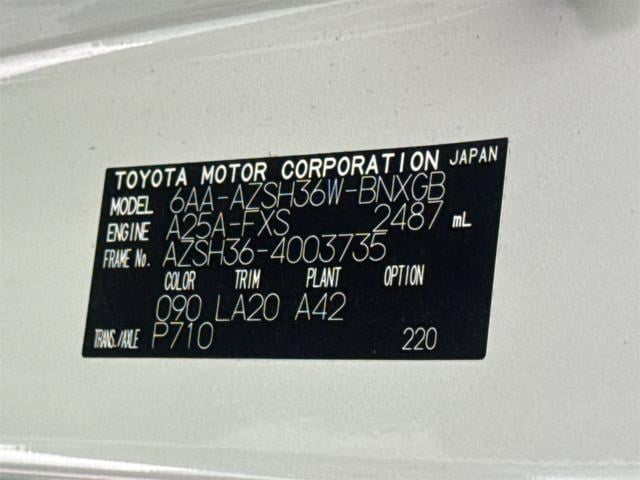 TOYOTA MOTOR CORPORATION JAPAN
MODEL 6AA-AZSH36W-BNXGB
ENGINE A25A-FXS 2487 mL
FRAME No. AZSH36-4003735
COLOR TRIM PLANT OPTION
090 LA20 A42
TRANS./AXLE P710 220